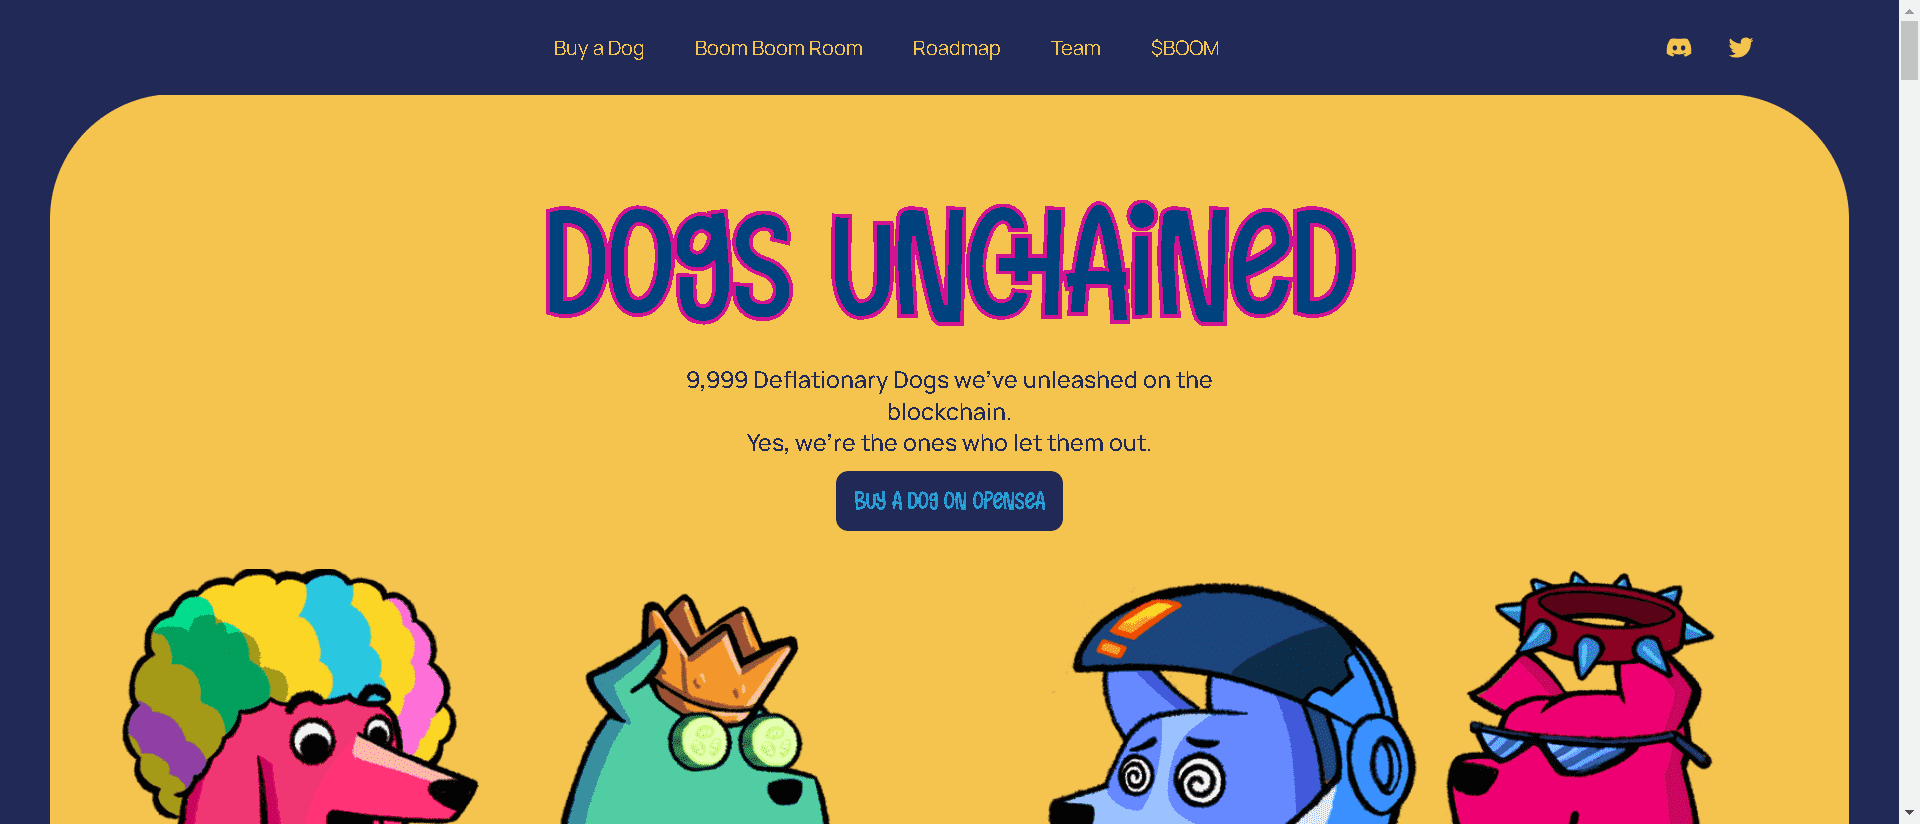 Buy a Dog
Boom Boom Room
Roadmap
Team
$BOOM
DOgS UNCHAiNeD
9,999 Deflationary Dogs we’ve unleashed on the
blockchain.
Yes, we’re the ones who let them out.
BUy A DOg ON OPeNSeA